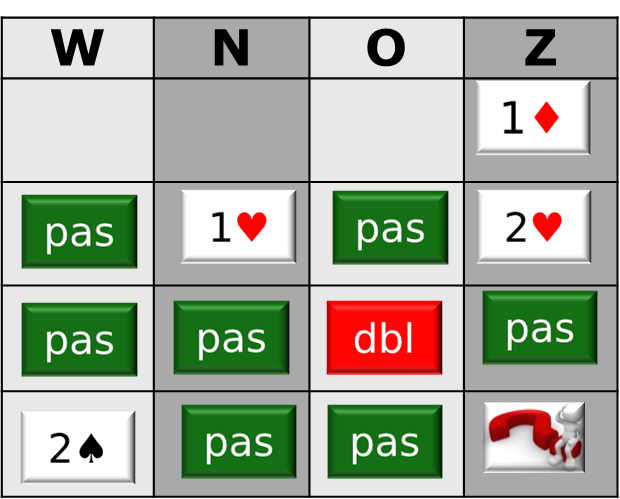 W N O Z
1♦
pas 1♥ pas 2♥
pas pas dbl pas
2♠ pas pas